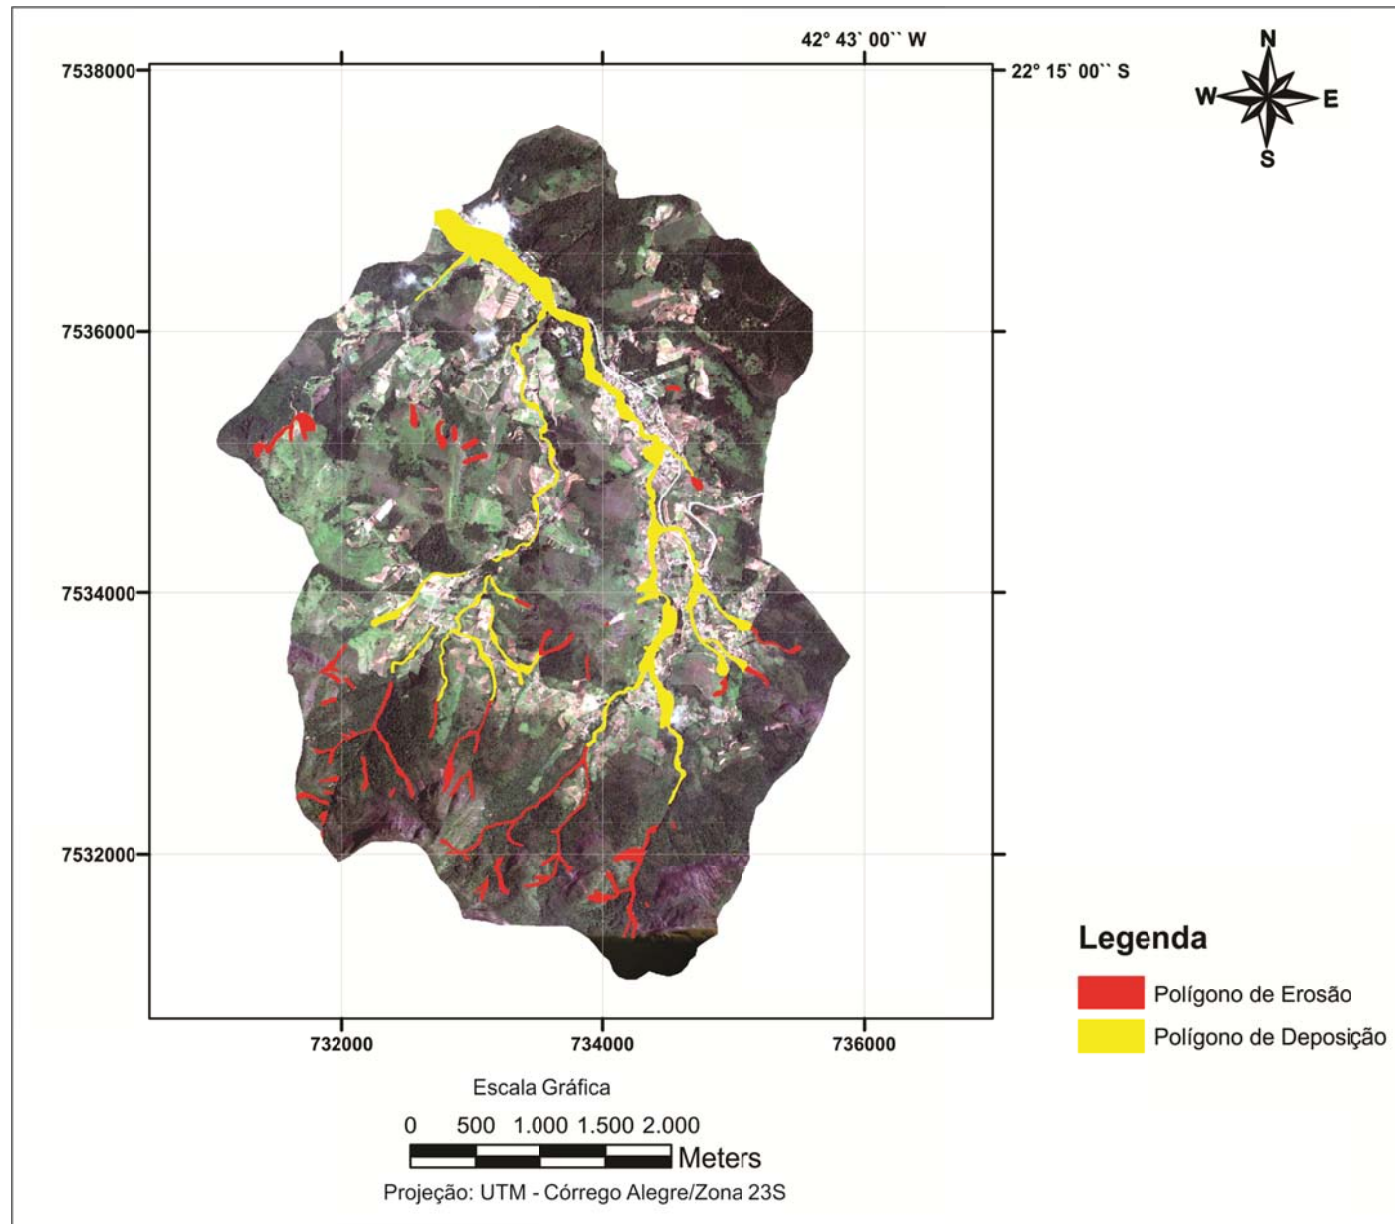 42° 43` 00`` W
N
7538000
22° 15` 00`` S
W
E
S
7536000
7534000
7532000
Legenda
Polígono de Erosão
Polígono de Deposição
732000
734000
736000
Escala Gráfica
0 500 1.000 1.500 2.000
Meters
Projeção: UTM - Córrego Alegre/Zona 23S